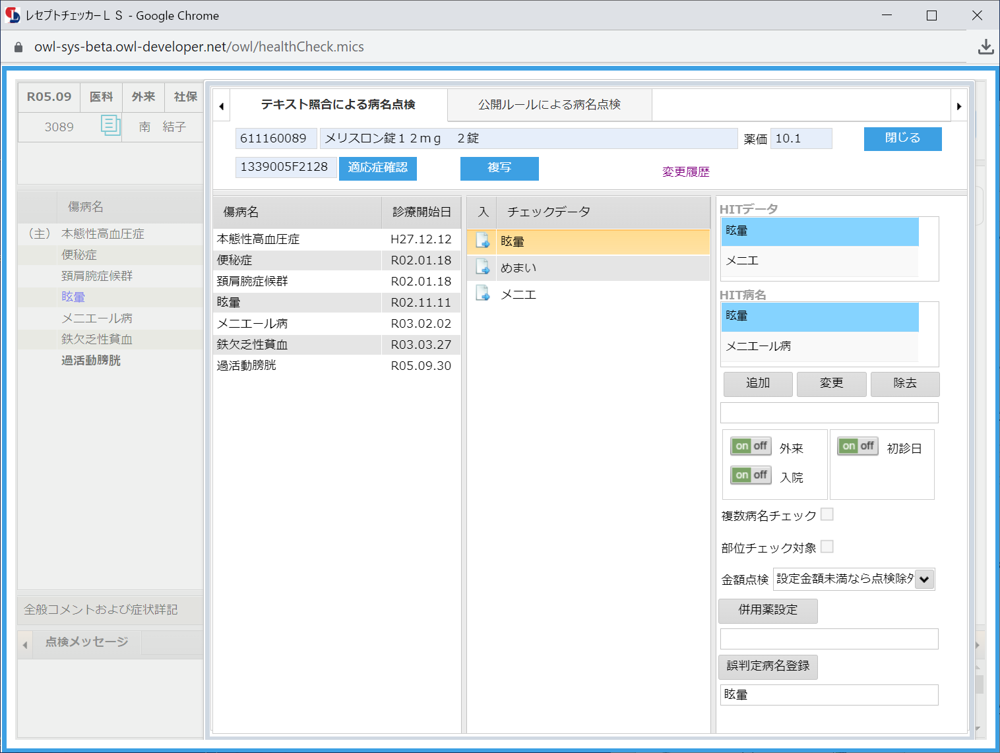 レセプトチェッカーＬＳ - Google Chrome
owl-sys-beta.owl-developer.net/owl/healthCheck.mics
R05.09 医科 外来 社保
3089 南 結子
傷病名
（主） 本態性高血圧症
便秘症
頚肩腕症候群
眩暈
メニエール病
鉄欠乏性貧血
過活動膀胱
全般コメントおよび症状詳記
点検メッセージ
テキスト照合による病名点検 公開ルールによる病名点検
611160089 メリスロン錠１２ｍｇ ２錠 薬価 10.1 閉じる
1339005F2128 適応症確認 複写 変更履歴
傷病名 診療開始日
本態性高血圧症 H27.12.12
便秘症 R02.01.18
頚肩腕症候群 R02.01.18
眩暈 R02.11.11
メニエール病 R03.02.02
鉄欠乏性貧血 R03.03.27
過活動膀胱 R05.09.30
入 チェックデータ
眩暈
めまい
メニエ
HITデータ
眩暈
メニエ
HIT病名
眩暈
メニエール病
追加 変更 除去
on off 外来 on off 初診日
on off 入院
複数病名チェック
部位チェック対象
金額点検 設定金額未満なら点検除外
併用薬設定
誤判定病名登録
眩暈